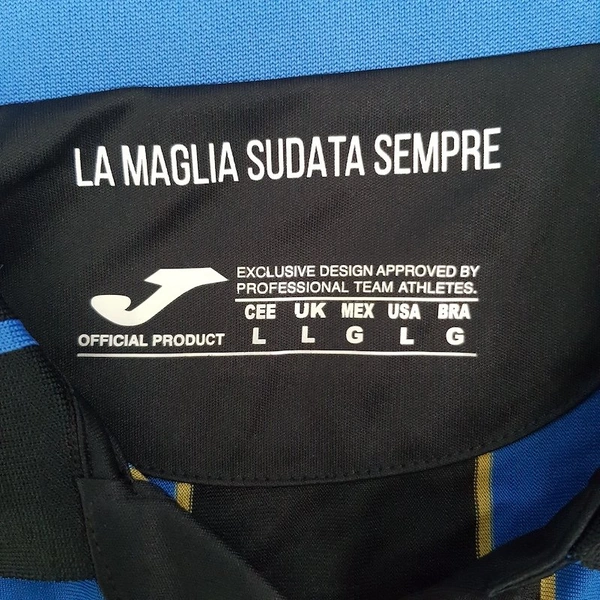 LA MAGLIA SUDATA SEMPRE
EXCLUSIVE DESIGN APPROVED BY
PROFESSIONAL TEAM ATHLETES.
CEE UK MEX USA BRA
L L G L G
OFFICIAL PRODUCT